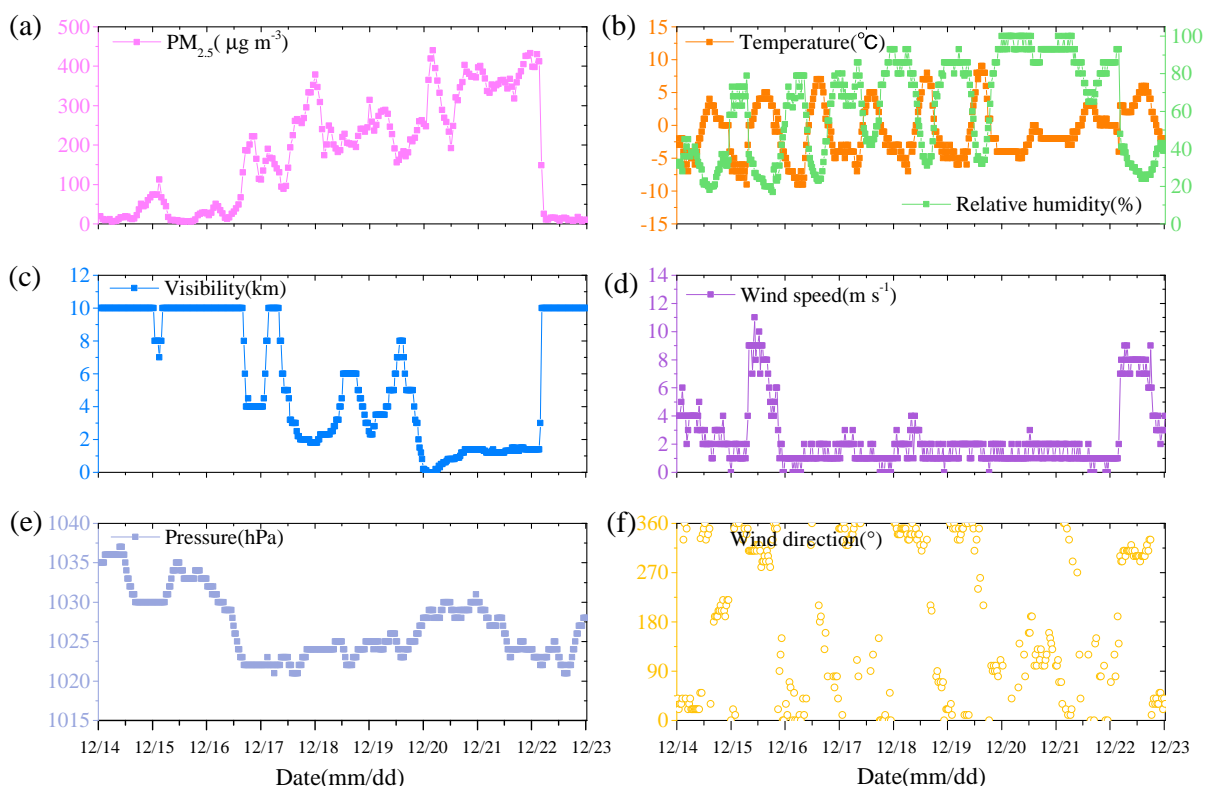 (a)
500
400
300
200
100
0
PM2.5( μg m-3)
(b)
15
10
5
0
-5
-10
-15
Temperature(℃)
Relative humidity(%)
100
80
60
40
20
0
(c)
12
10
8
6
4
2
0
Visibility(km)
(d)
14
12
10
8
6
4
2
0
Wind speed(m s-1)
(e)
1040
1035
1030
1025
1020
1015
Pressure(hPa)
12/14 12/15 12/16 12/17 12/18 12/19 12/20 12/21 12/22 12/23
Date(mm/dd)
(f)
360
270
180
90
0
Wind direction(°)
12/14 12/15 12/16 12/17 12/18 12/19 12/20 12/21 12/22 12/23
Date(mm/dd)